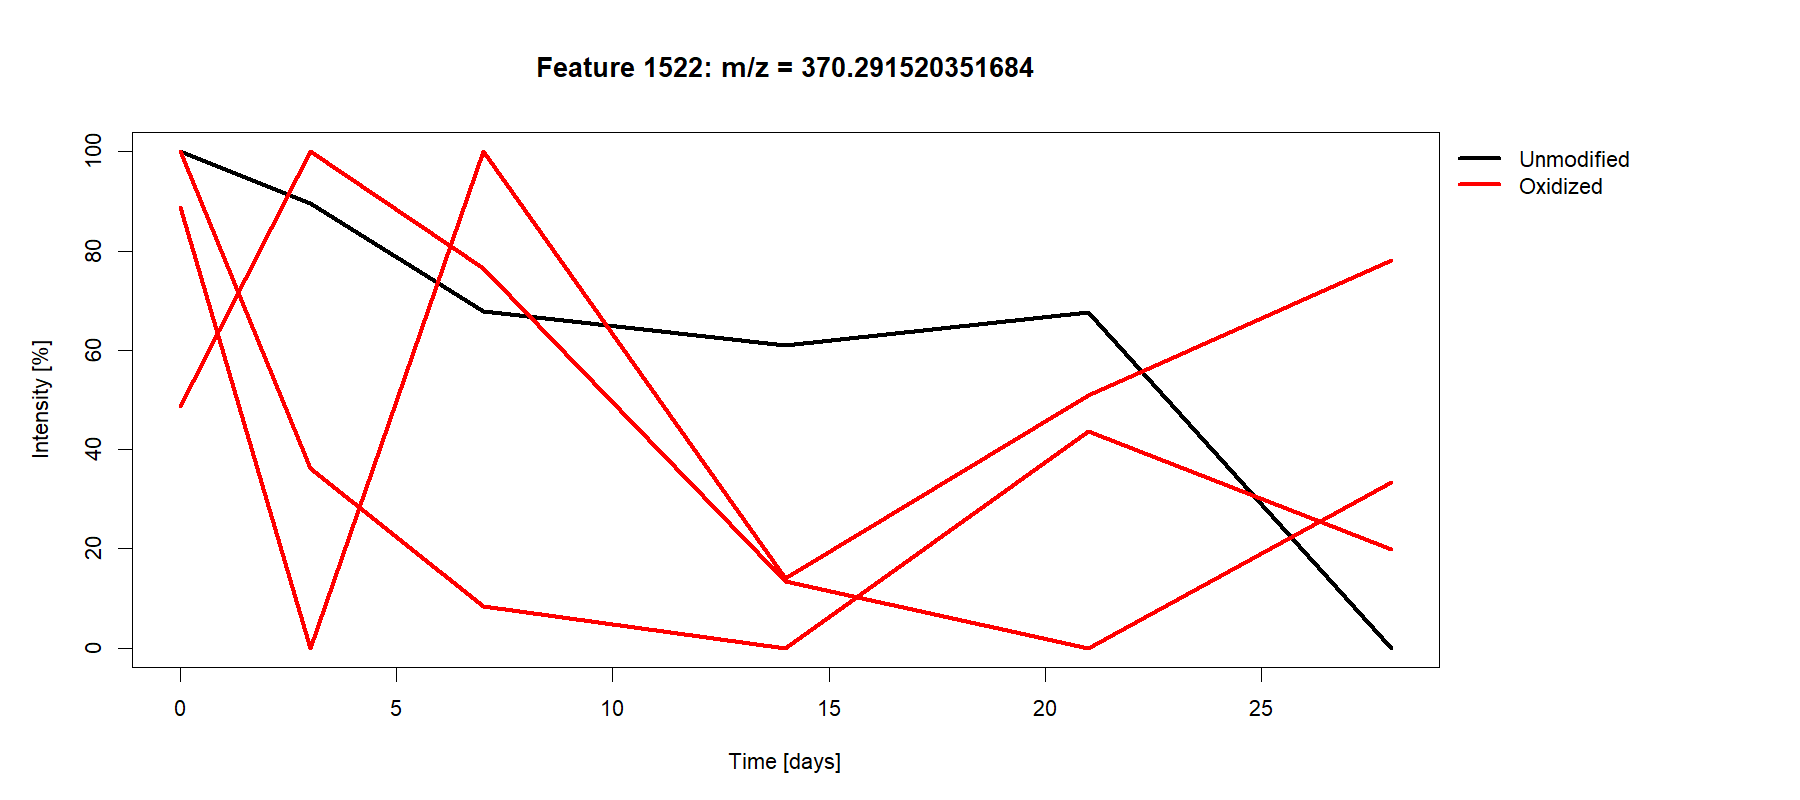 Feature 1522: m/z = 370.291520351684
Unmodified
Oxidized
Intensity [%]
100
80
60
40
20
0
0 5 10 15 20 25
Time [days]